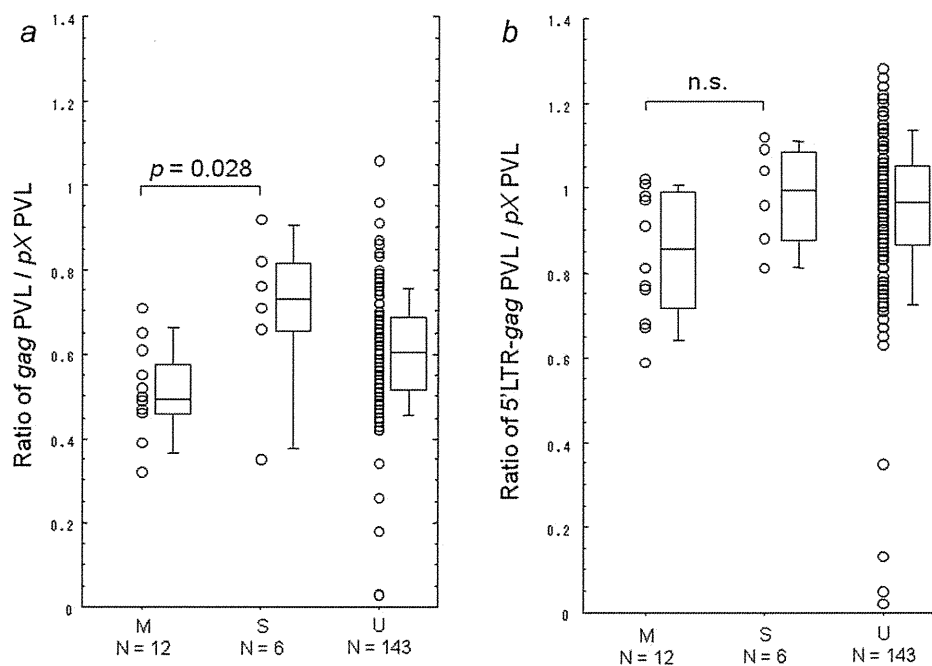 a
Ratio of gag PVL / pX PVL
1.4
1.2
1
0.8
0.6
0.4
0.2
0
p = 0.028
M
N = 12
S
N = 6
U
N = 143
b
Ratio of 5'LTR-gag PVL / pX PVL
1.4
1.2
1
0.8
0.6
0.4
0.2
0
n.s.
M
N = 12
S
N = 6
U
N = 143